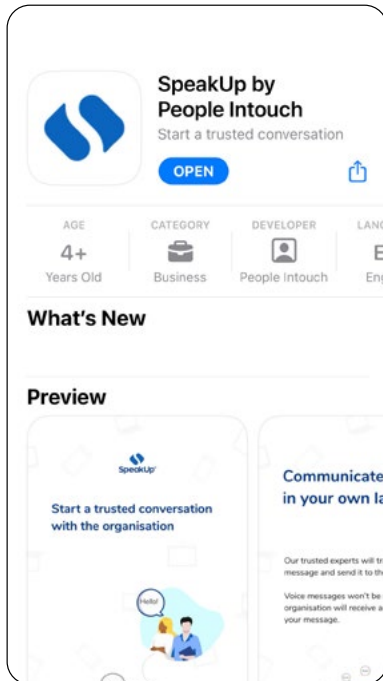 SpeakUp by
People Intouch
Start a trusted conversation
OPEN
AGE
4+
Years Old
CATEGORY
Business
DEVELOPER
People Intouch
LANG
E
Eng
What's New
Preview
SpeakUp
Start a trusted conversation
with the organisation
Hello!
Communicate
in your own la
Our trusted experts will tr
message and send it to th
Voice messages won't be
organisation will receive a
your message.